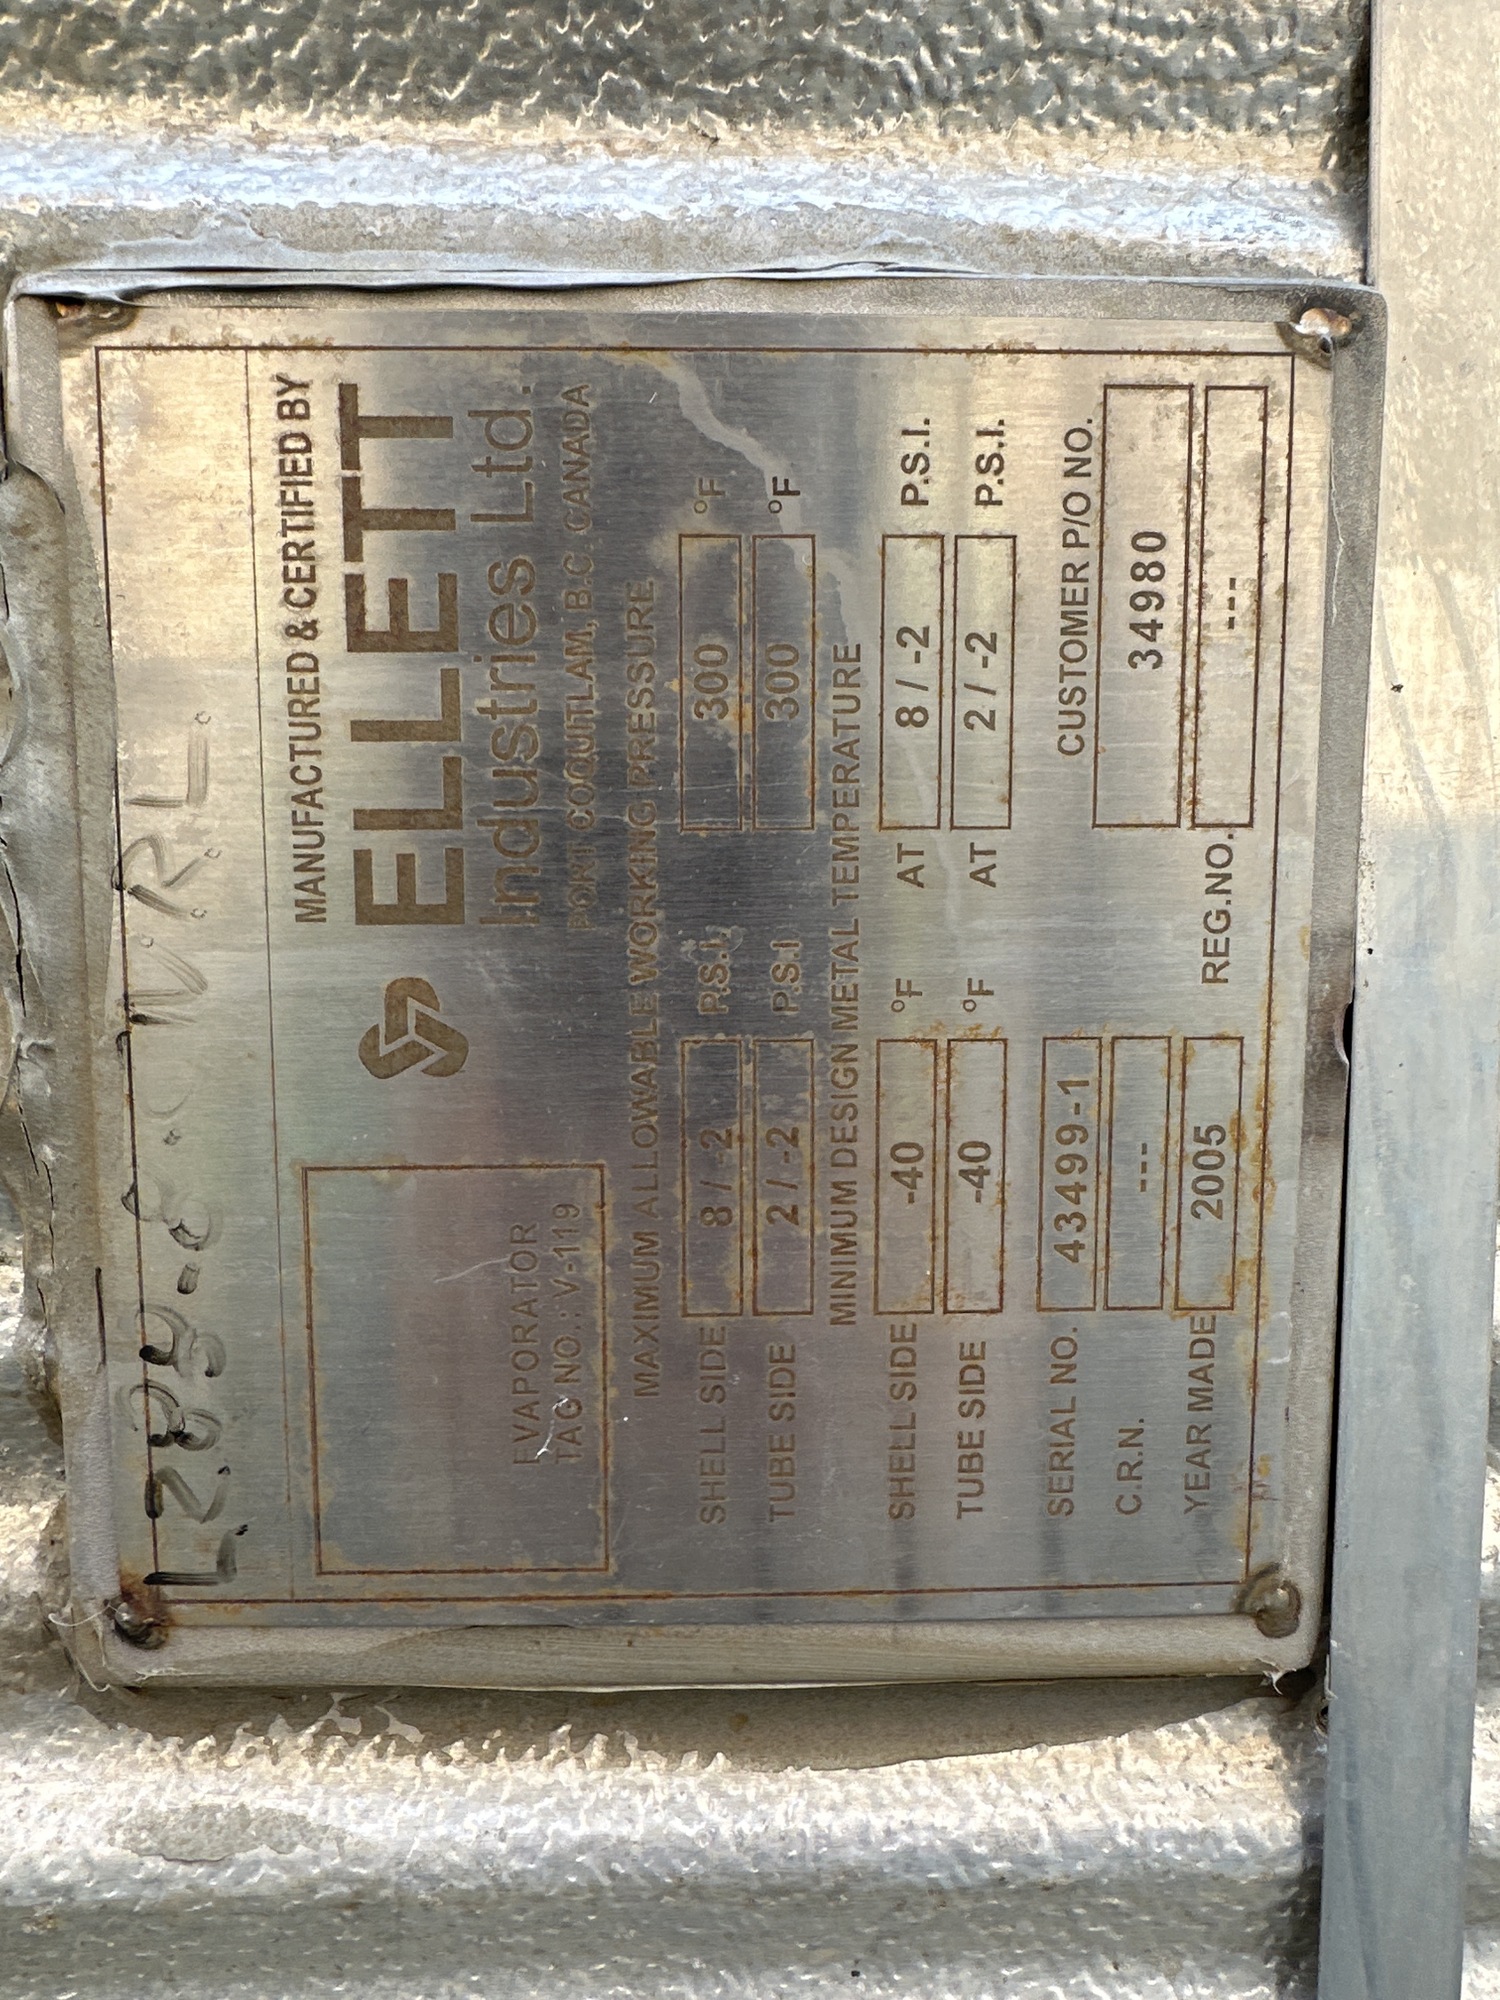 MANUFACTURED & CERTIFIED BY
ELLETT
Industries Ltd.
PORT COQUITLAM, B.C. CANADA
EVAPORATOR
TAG NO.: V-119
MAXIMUM ALLOWABLE WORKING PRESSURE
SHELL SIDE 8 / -2 P.S.I. 300 °F
TUBE SIDE 2 / -2 P.S.I 300 °F
MINIMUM DESIGN METAL TEMPERATURE
SHELL SIDE -40 °F AT 8 / -2 P.S.I.
TUBE SIDE -40 °F AT 2 / -2 P.S.I.
CUSTOMER P/O NO.
SERIAL NO. 43499-1 34980
C.R.N. ---
YEAR MADE 2005 REG.NO. ---